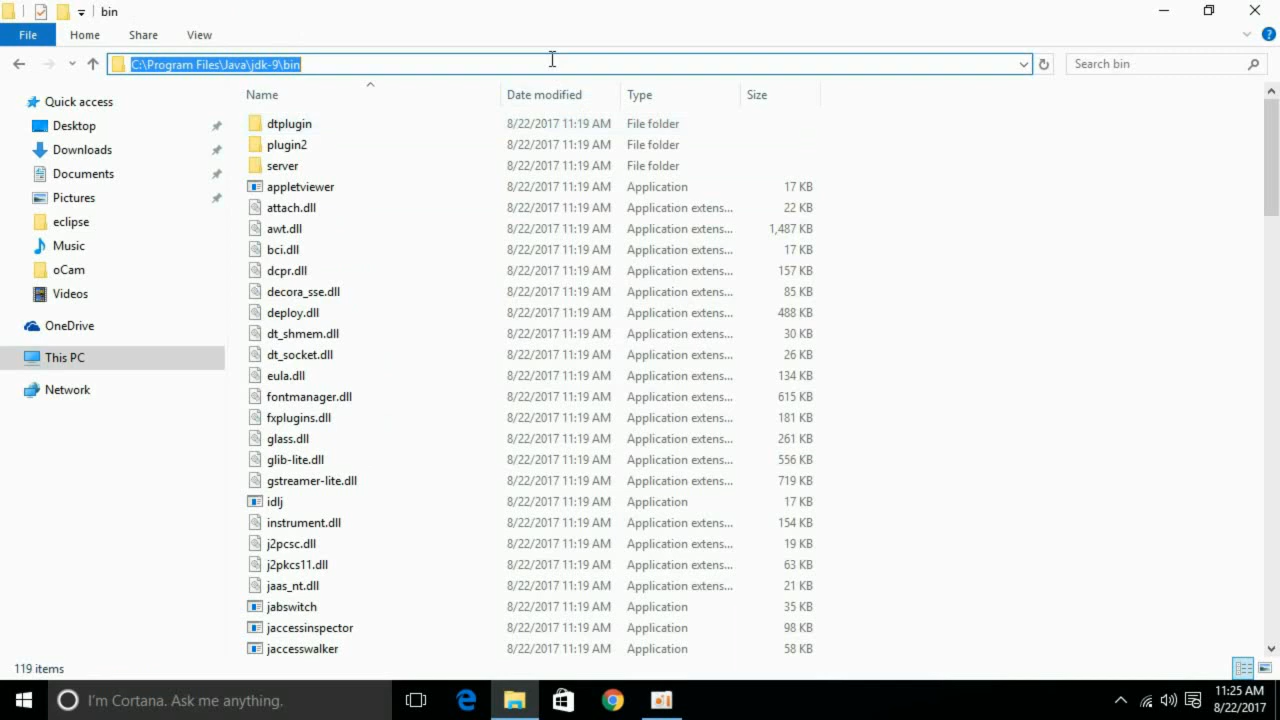 bin
File Home Share View
C:\Program Files\Java\jdk-9\bin Search bin
Name Date modified Type Size
Quick access
Desktop
Downloads
Documents
Pictures
eclipse
Music
oCam
Videos
OneDrive
This PC
Network
dtplugin 8/22/2017 11:19 AM File folder
plugin2 8/22/2017 11:19 AM File folder
server 8/22/2017 11:19 AM File folder
appletviewer 8/22/2017 11:19 AM Application 17 KB
attach.dll 8/22/2017 11:19 AM Application extens... 22 KB
awt.dll 8/22/2017 11:19 AM Application extens... 1,487 KB
bci.dll 8/22/2017 11:19 AM Application extens... 17 KB
dcpr.dll 8/22/2017 11:19 AM Application extens... 157 KB
decora_sse.dll 8/22/2017 11:19 AM Application extens... 85 KB
deploy.dll 8/22/2017 11:19 AM Application extens... 488 KB
dt_shmem.dll 8/22/2017 11:19 AM Application extens... 30 KB
dt_socket.dll 8/22/2017 11:19 AM Application extens... 26 KB
eula.dll 8/22/2017 11:19 AM Application extens... 134 KB
fontmanager.dll 8/22/2017 11:19 AM Application extens... 615 KB
fxplugins.dll 8/22/2017 11:19 AM Application extens... 181 KB
glass.dll 8/22/2017 11:19 AM Application extens... 261 KB
glib-lite.dll 8/22/2017 11:19 AM Application extens... 556 KB
gstreamer-lite.dll 8/22/2017 11:19 AM Application extens... 719 KB
idlj 8/22/2017 11:19 AM Application 17 KB
instrument.dll 8/22/2017 11:19 AM Application extens... 154 KB
j2pcsc.dll 8/22/2017 11:19 AM Application extens... 19 KB
j2pkcs11.dll 8/22/2017 11:19 AM Application extens... 63 KB
jaas_nt.dll 8/22/2017 11:19 AM Application extens... 21 KB
jabswitch 8/22/2017 11:19 AM Application 35 KB
jaccessinspector 8/22/2017 11:19 AM Application 98 KB
jaccesswalker 8/22/2017 11:19 AM Application 58 KB
119 items
I'm Cortana. Ask me anything.
11:25 AM
8/22/2017